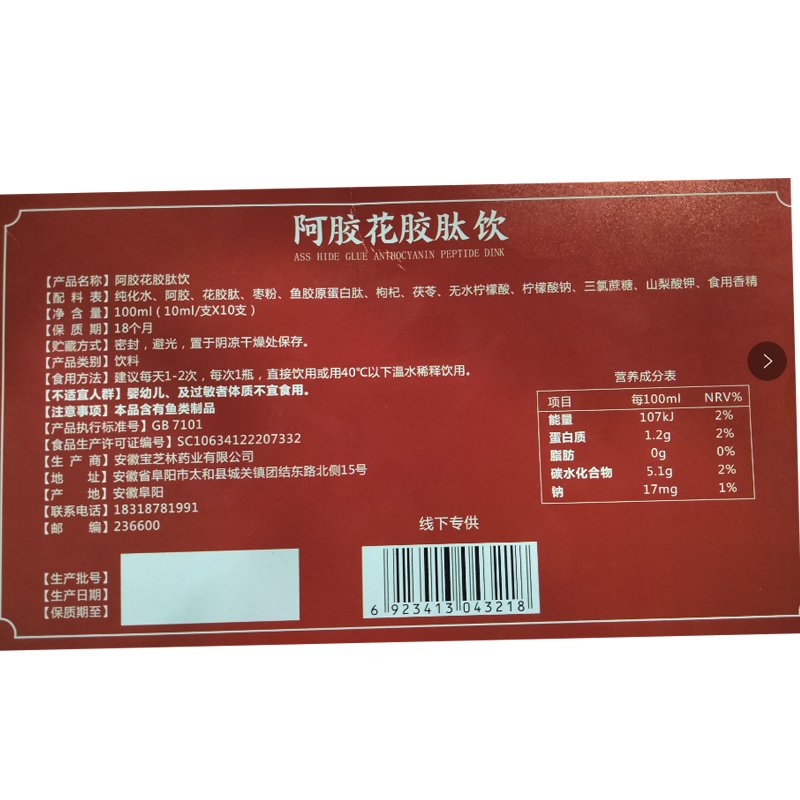 阿胶花胶肽饮
ASS HIDE GLUE ANTHOCYANIN PEPTIDE DINK
【产品名称】阿胶花胶肽饮
【配 料 表】纯化水、阿胶、花胶肽、枣粉、鱼胶原蛋白肽、枸杞、茯苓、无水柠檬酸、柠檬酸钠、三氯蔗糖、山梨酸钾、食用香精
【净 含 量】100ml（10ml/支X10支）
【保 质 期】18个月
【贮藏方式】密封，避光，置于阴凉干燥处保存。
【产品类别】饮料
【食用方法】建议每天1-2次，每次1瓶，直接饮用或用40℃以下温水稀释饮用。
【不适宜人群】婴幼儿、及过敏者体质不宜食用。
【注意事项】本品含有鱼类制品
【产品执行标准号】GB 7101
【食品生产许可证编号】SC10634122207332
【生 产 商】安徽宝芝林药业有限公司
【地 址】安徽省阜阳市太和县城关镇团结东路北侧15号
【产 地】安徽阜阳
【联系电话】18318781991
【邮 编】236600
营养成分表
项目 每100ml NRV%
能量 107kJ 2%
蛋白质 1.2g 2%
脂肪 0g 0%
碳水化合物 5.1g 2%
钠 17mg 1%
线下专供
【生产批号】
【生产日期】
【保质期至】
6 923413 043218